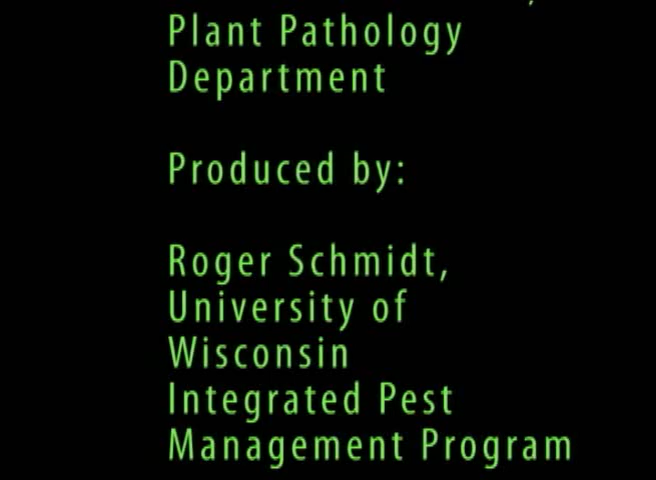 Plant Pathology
Department
Produced by:
Roger Schmidt,
University of
Wisconsin
Integrated Pest
Management Program